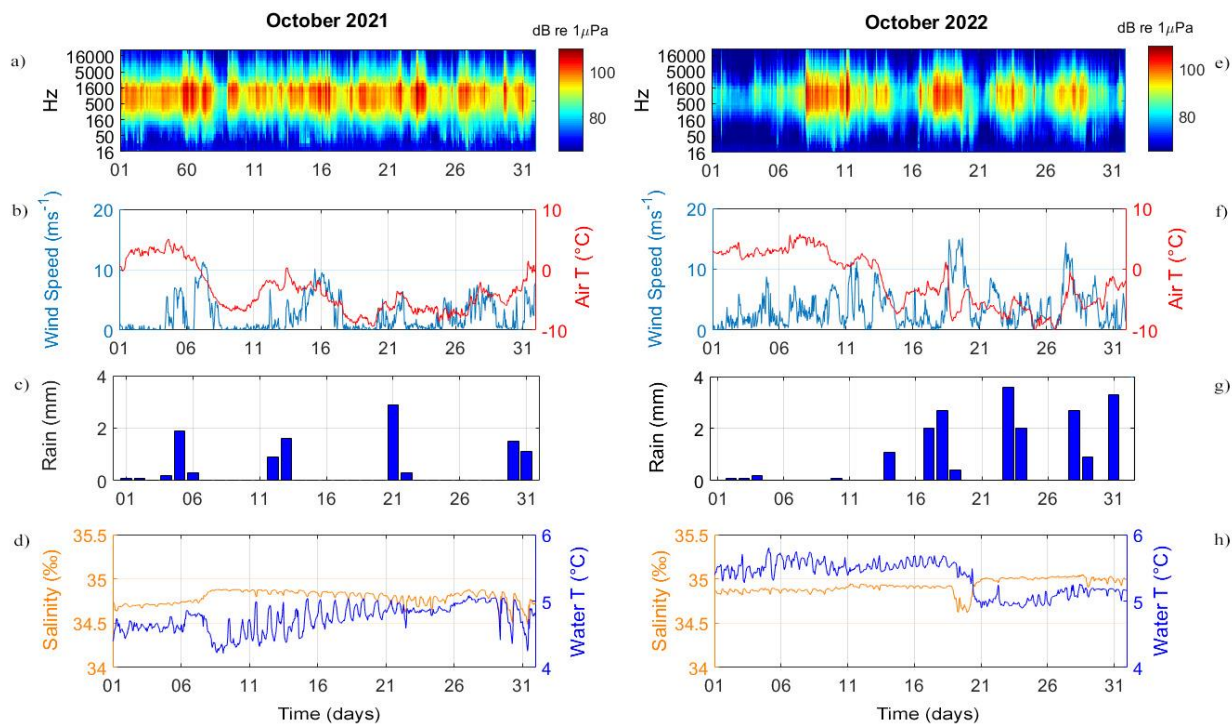 October 2021
dB re 1μPa
October 2022
dB re 1μPa
a)
Hz
16000
5000
1600
500
160
50
16
100
80
01 06 11 16 21 26 31
Hz
16000
5000
1600
500
160
50
16
100
80
e)
01 06 11 16 21 26 31
b)
Wind Speed (ms⁻¹)
20
10
0
10
0
-10
Air T (°C)
01 06 11 16 21 26 31
Wind Speed (ms⁻¹)
20
10
0
10
0
-10
Air T (°C)
f)
01 06 11 16 21 26 31
c)
Rain (mm)
4
2
0
01 06 11 16 21 26 31
Rain (mm)
4
2
0
g)
01 06 11 16 21 26 31
d)
Salinity (‰)
35.5
35
34.5
34
6
5
4
Water T (°C)
01 06 11 16 21 26 31
Time (days)
Salinity (‰)
35.5
35
34.5
34
6
5
4
Water T (°C)
h)
01 06 11 16 21 26 31
Time (days)